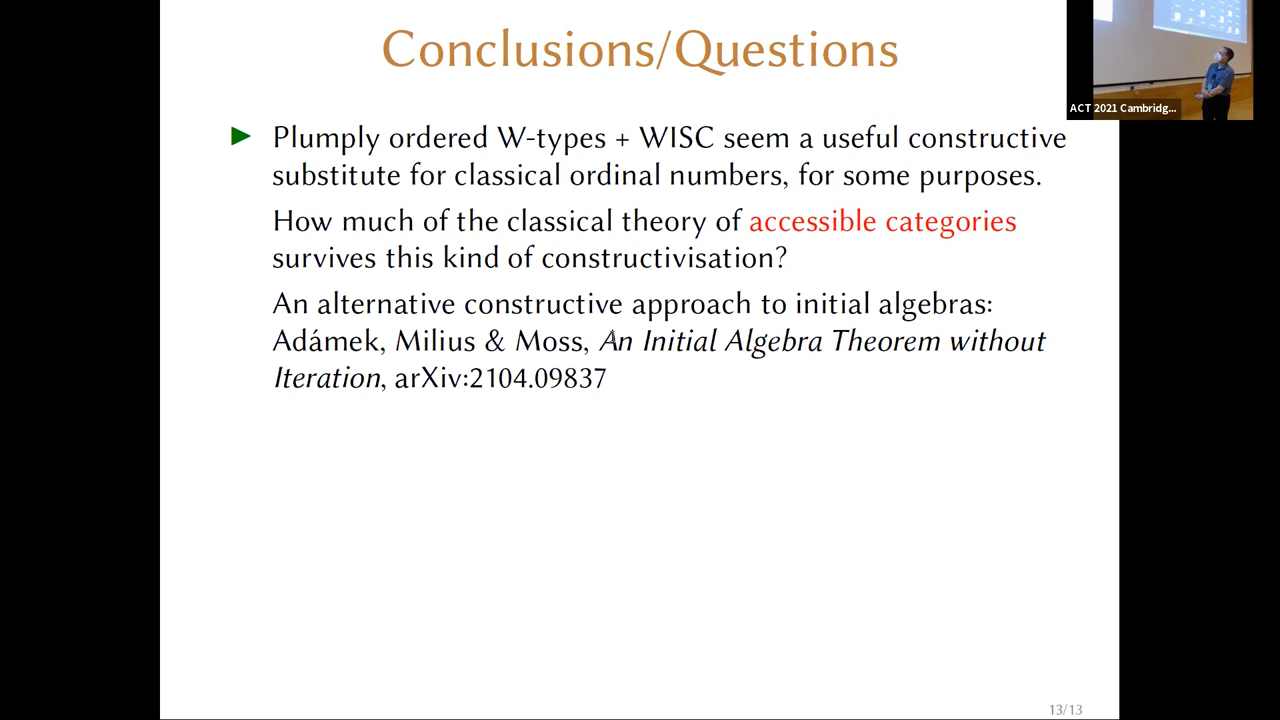 Conclusions/Questions
ACT 2021 Cambridg...
Plumply ordered W-types + WISC seem a useful constructive
substitute for classical ordinal numbers, for some purposes.
How much of the classical theory of accessible categories
survives this kind of constructivisation?
An alternative constructive approach to initial algebras:
Adámek, Milius & Moss, An Initial Algebra Theorem without
Iteration, arXiv:2104.09837
13/13